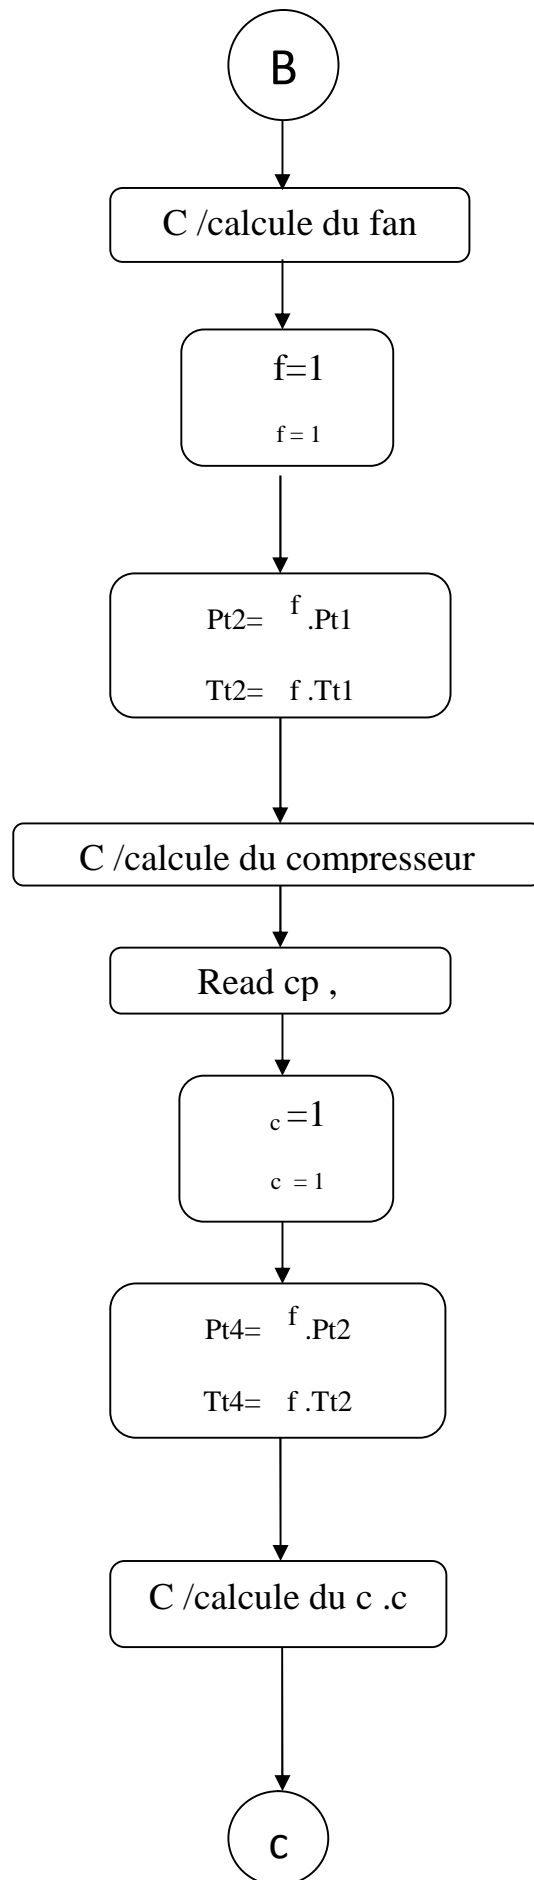 B
C /calcule du fan
f=1
f = 1
Pt2= f .Pt1
Tt2= f .Tt1
C /calcule du compresseur
Read cp ,
c =1
c = 1
Pt4= f .Pt2
Tt4= f .Tt2
C /calcule du c .c
c